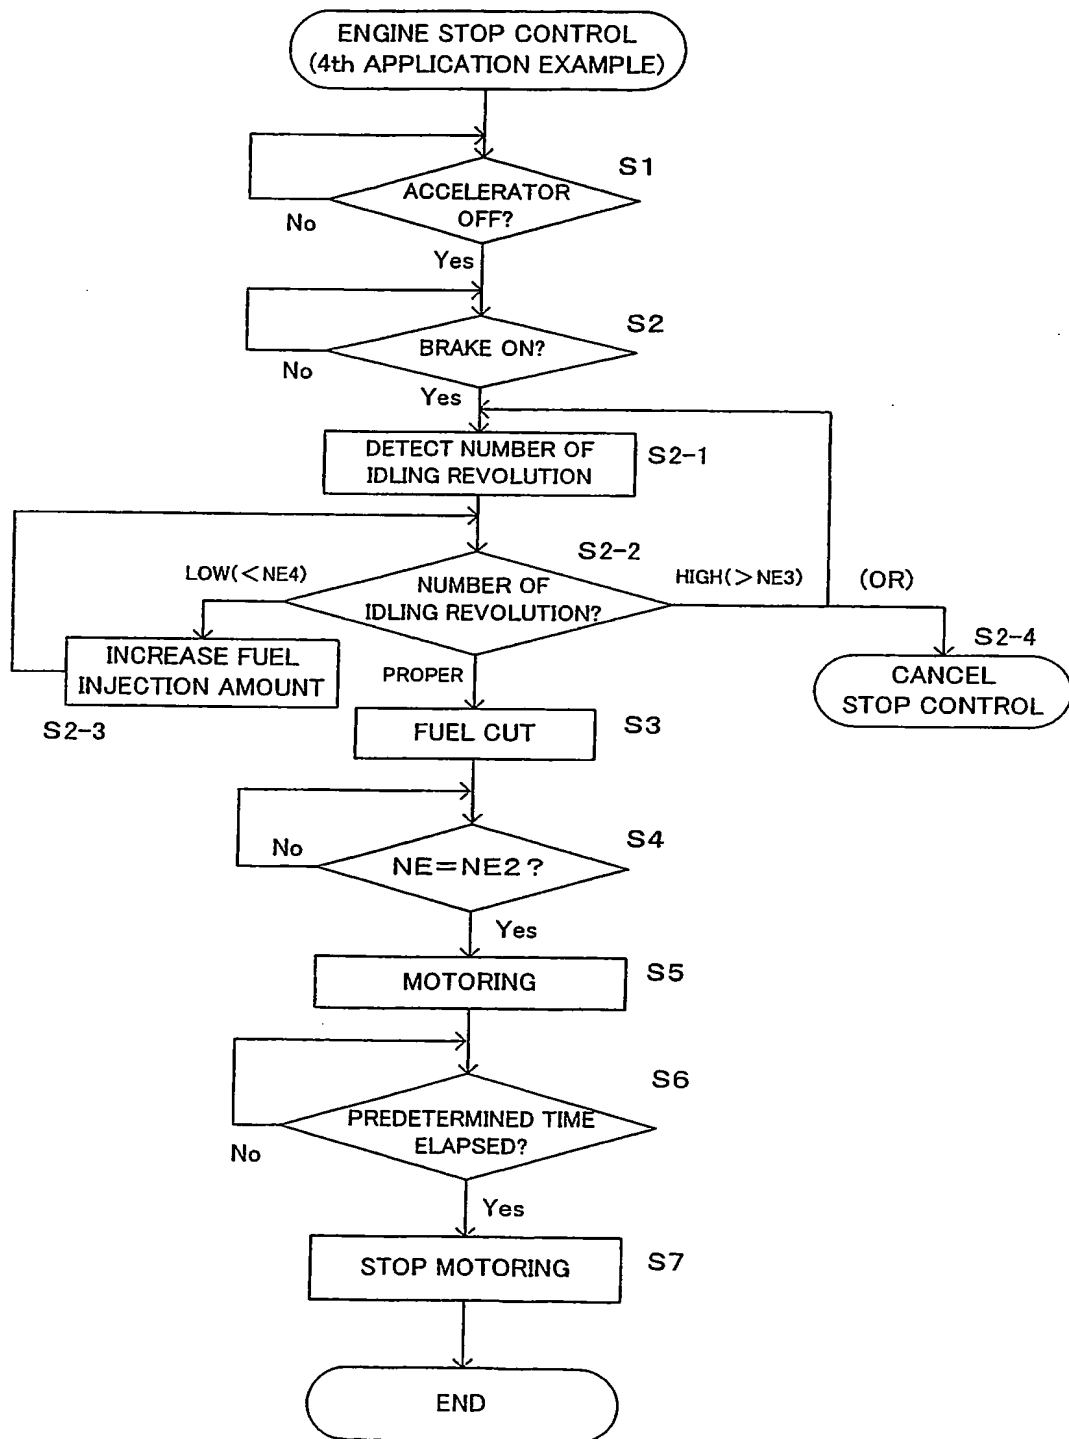 ENGINE STOP CONTROL
(4th APPLICATION EXAMPLE)
S1
ACCELERATOR
OFF?
No
Yes
S2
BRAKE ON?
No
Yes
DETECT NUMBER OF
IDLING REVOLUTION
S2-1
S2-2
LOW(<NE4)
NUMBER OF
IDLING REVOLUTION?
HIGH(>NE3)
(OR)
S2-4
INCREASE FUEL
INJECTION AMOUNT
PROPER
CANCEL
STOP CONTROL
S2-3
FUEL CUT
S3
S4
No
NE=NE2?
Yes
MOTORING
S5
S6
PREDETERMINED TIME
ELAPSED?
No
Yes
STOP MOTORING
S7
END